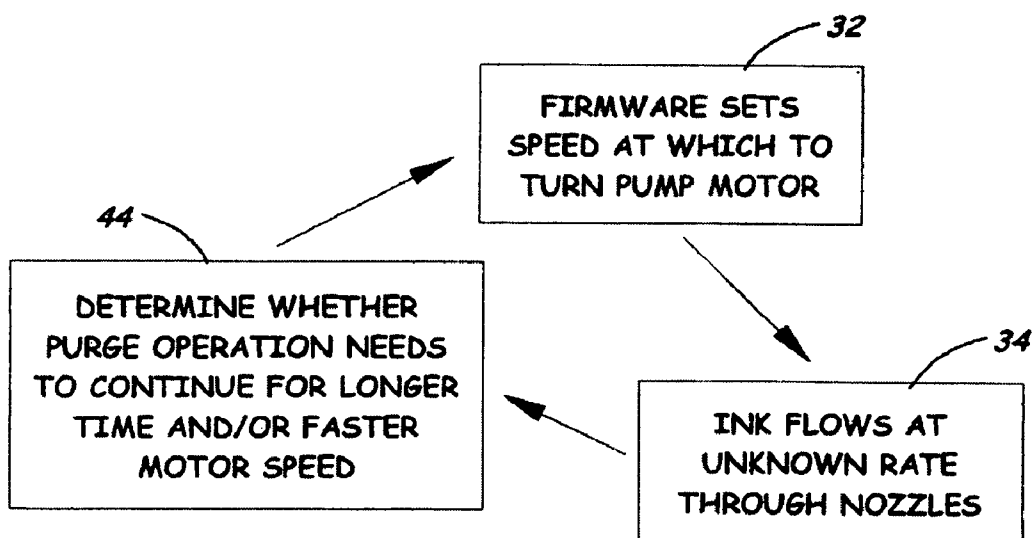 32
FIRMWARE SETS
SPEED AT WHICH TO
TURN PUMP MOTOR
44
DETERMINE WHETHER
PURGE OPERATION NEEDS
TO CONTINUE FOR LONGER
TIME AND/OR FASTER
MOTOR SPEED
34
INK FLOWS AT
UNKNOWN RATE
THROUGH NOZZLES